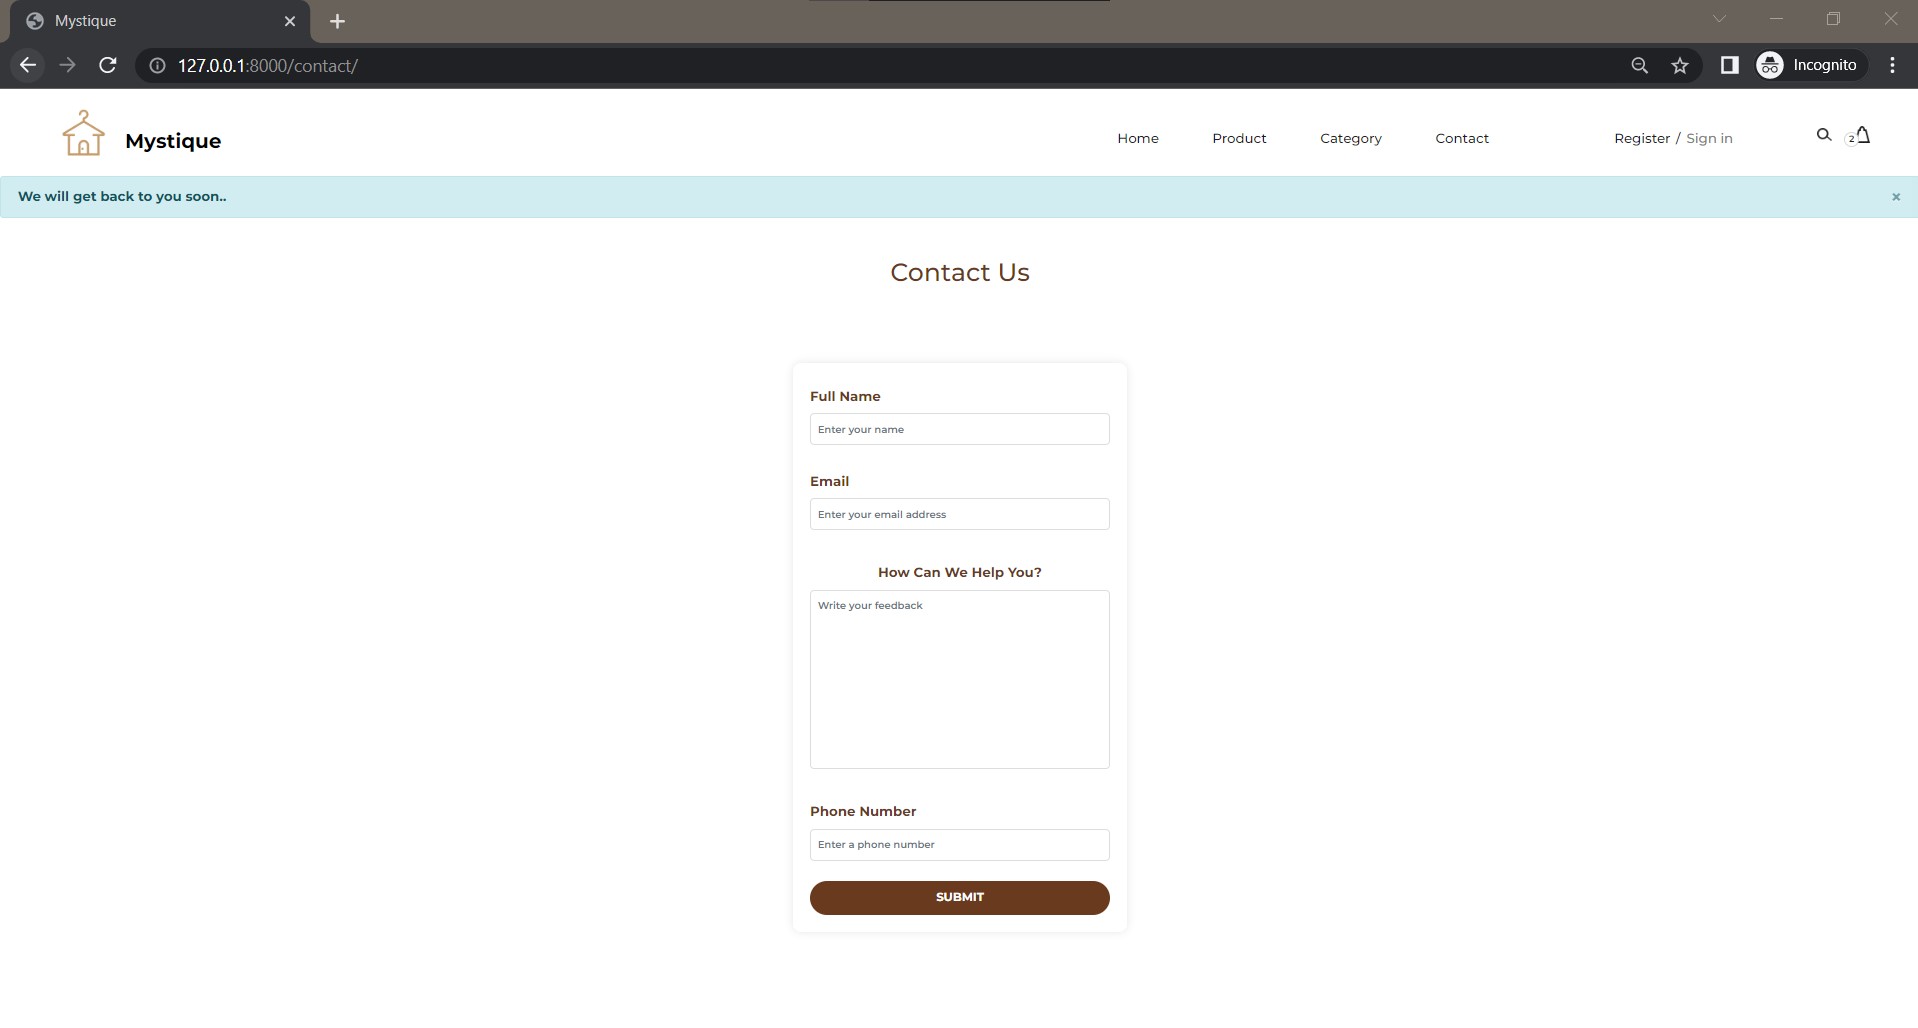 Mystique
127.0.0.1:8000/contact/
Incognito
Mystique
Home
Product
Category
Contact
Register / Sign in
2
We will get back to you soon..
×
Contact Us
Full Name
Enter your name
Email
Enter your email address
How Can We Help You?
Write your feedback
Phone Number
Enter a phone number
SUBMIT